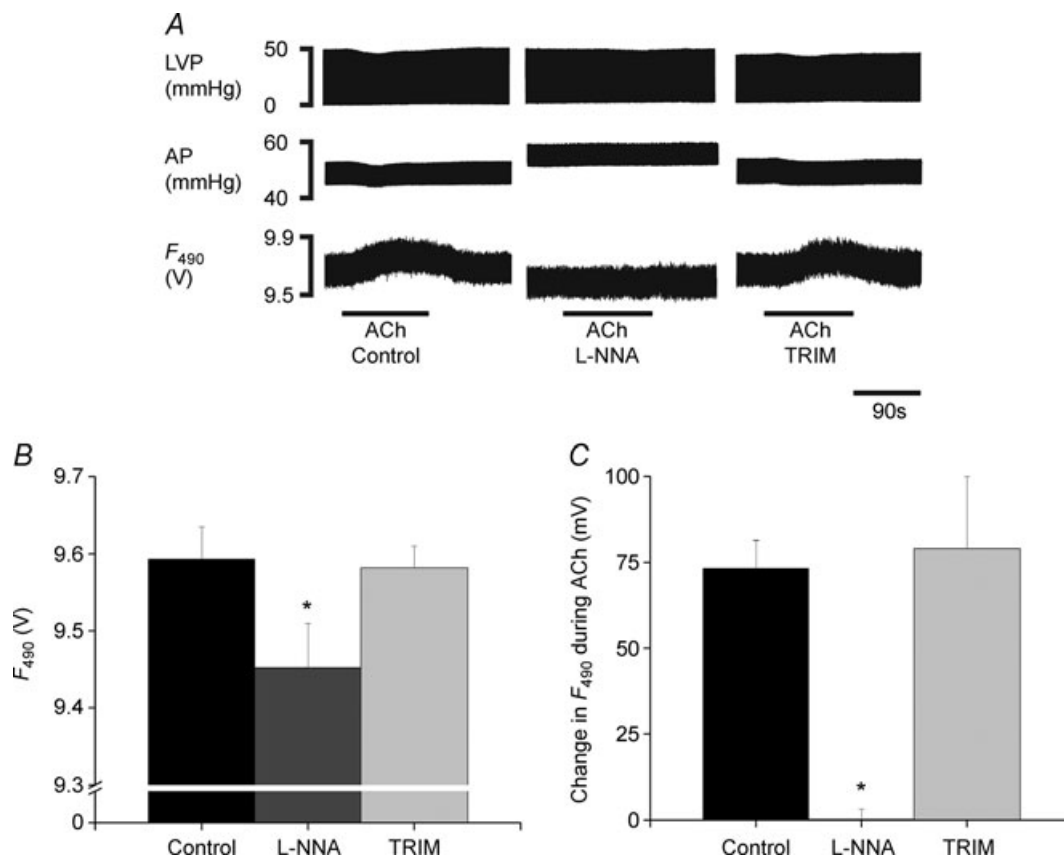 A
LVP
(mmHg)
50
0
AP
(mmHg)
60
40
F490
(V)
9.9
9.5
ACh
Control
ACh
L-NNA
ACh
TRIM
90s
B
F490 (V)
9.7
9.6
9.5
9.4
9.3
0
*
Control L-NNA TRIM
C
Change in F490 during ACh (mV)
100
75
50
25
0
*
Control L-NNA TRIM